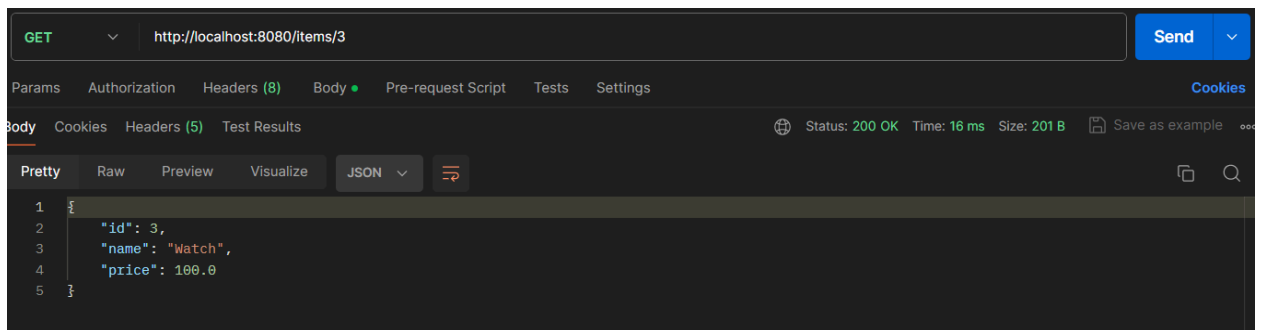 GET http://localhost:8080/items/3 Send
Params Authorization Headers (8) Body Pre-request Script Tests Settings Cookies
Body Cookies Headers (5) Test Results Status: 200 OK Time: 16 ms Size: 201 B Save as example
Pretty Raw Preview Visualize JSON
1 {
2 "id": 3,
3 "name": "Watch",
4 "price": 100.0
5 }